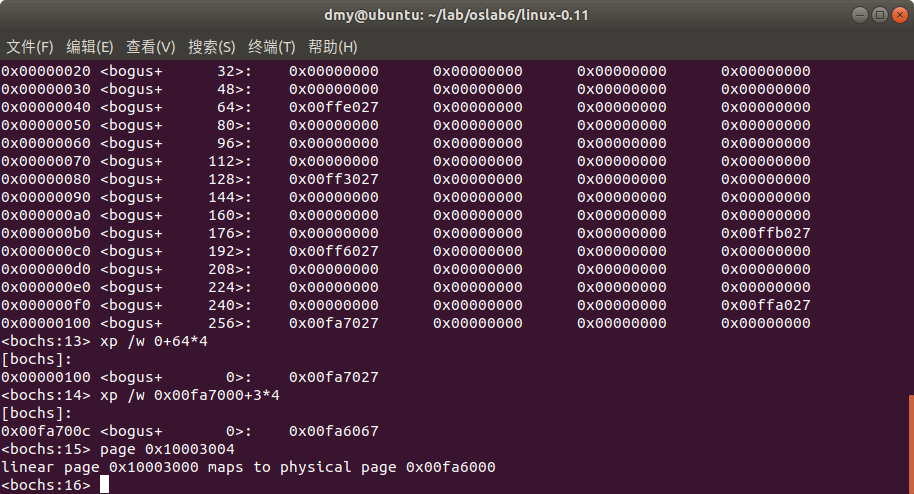 dmy@ubuntu: ~/lab/oslab6/linux-0.11
文件(F) 编辑(E) 查看(V) 搜索(S) 终端(T) 帮助(H)
0x00000020 <bogus+      32>:    0x00000000      0x00000000      0x00000000      0x00000000
0x00000030 <bogus+      48>:    0x00000000      0x00000000      0x00000000      0x00000000
0x00000040 <bogus+      64>:    0x00ffe027      0x00000000      0x00000000      0x00000000
0x00000050 <bogus+      80>:    0x00000000      0x00000000      0x00000000      0x00000000
0x00000060 <bogus+      96>:    0x00000000      0x00000000      0x00000000      0x00000000
0x00000070 <bogus+     112>:    0x00000000      0x00000000      0x00000000      0x00000000
0x00000080 <bogus+     128>:    0x00ff3027      0x00000000      0x00000000      0x00000000
0x00000090 <bogus+     144>:    0x00000000      0x00000000      0x00000000      0x00000000
0x000000a0 <bogus+     160>:    0x00000000      0x00000000      0x00000000      0x00000000
0x000000b0 <bogus+     176>:    0x00000000      0x00000000      0x00000000      0x00ffb027
0x000000c0 <bogus+     192>:    0x00ff6027      0x00000000      0x00000000      0x00000000
0x000000d0 <bogus+     208>:    0x00000000      0x00000000      0x00000000      0x00000000
0x000000e0 <bogus+     224>:    0x00000000      0x00000000      0x00000000      0x00000000
0x000000f0 <bogus+     240>:    0x00000000      0x00000000      0x00000000      0x00ffa027
0x00000100 <bogus+     256>:    0x00fa7027      0x00000000      0x00000000      0x00000000
<bochs:13> xp /w 0+64*4
[bochs]:
0x00000100 <bogus+       0>:    0x00fa7027
<bochs:14> xp /w 0x00fa7000+3*4
[bochs]:
0x00fa700c <bogus+       0>:    0x00fa6067
<bochs:15> page 0x10003004
linear page 0x10003000 maps to physical page 0x00fa6000
<bochs:16>